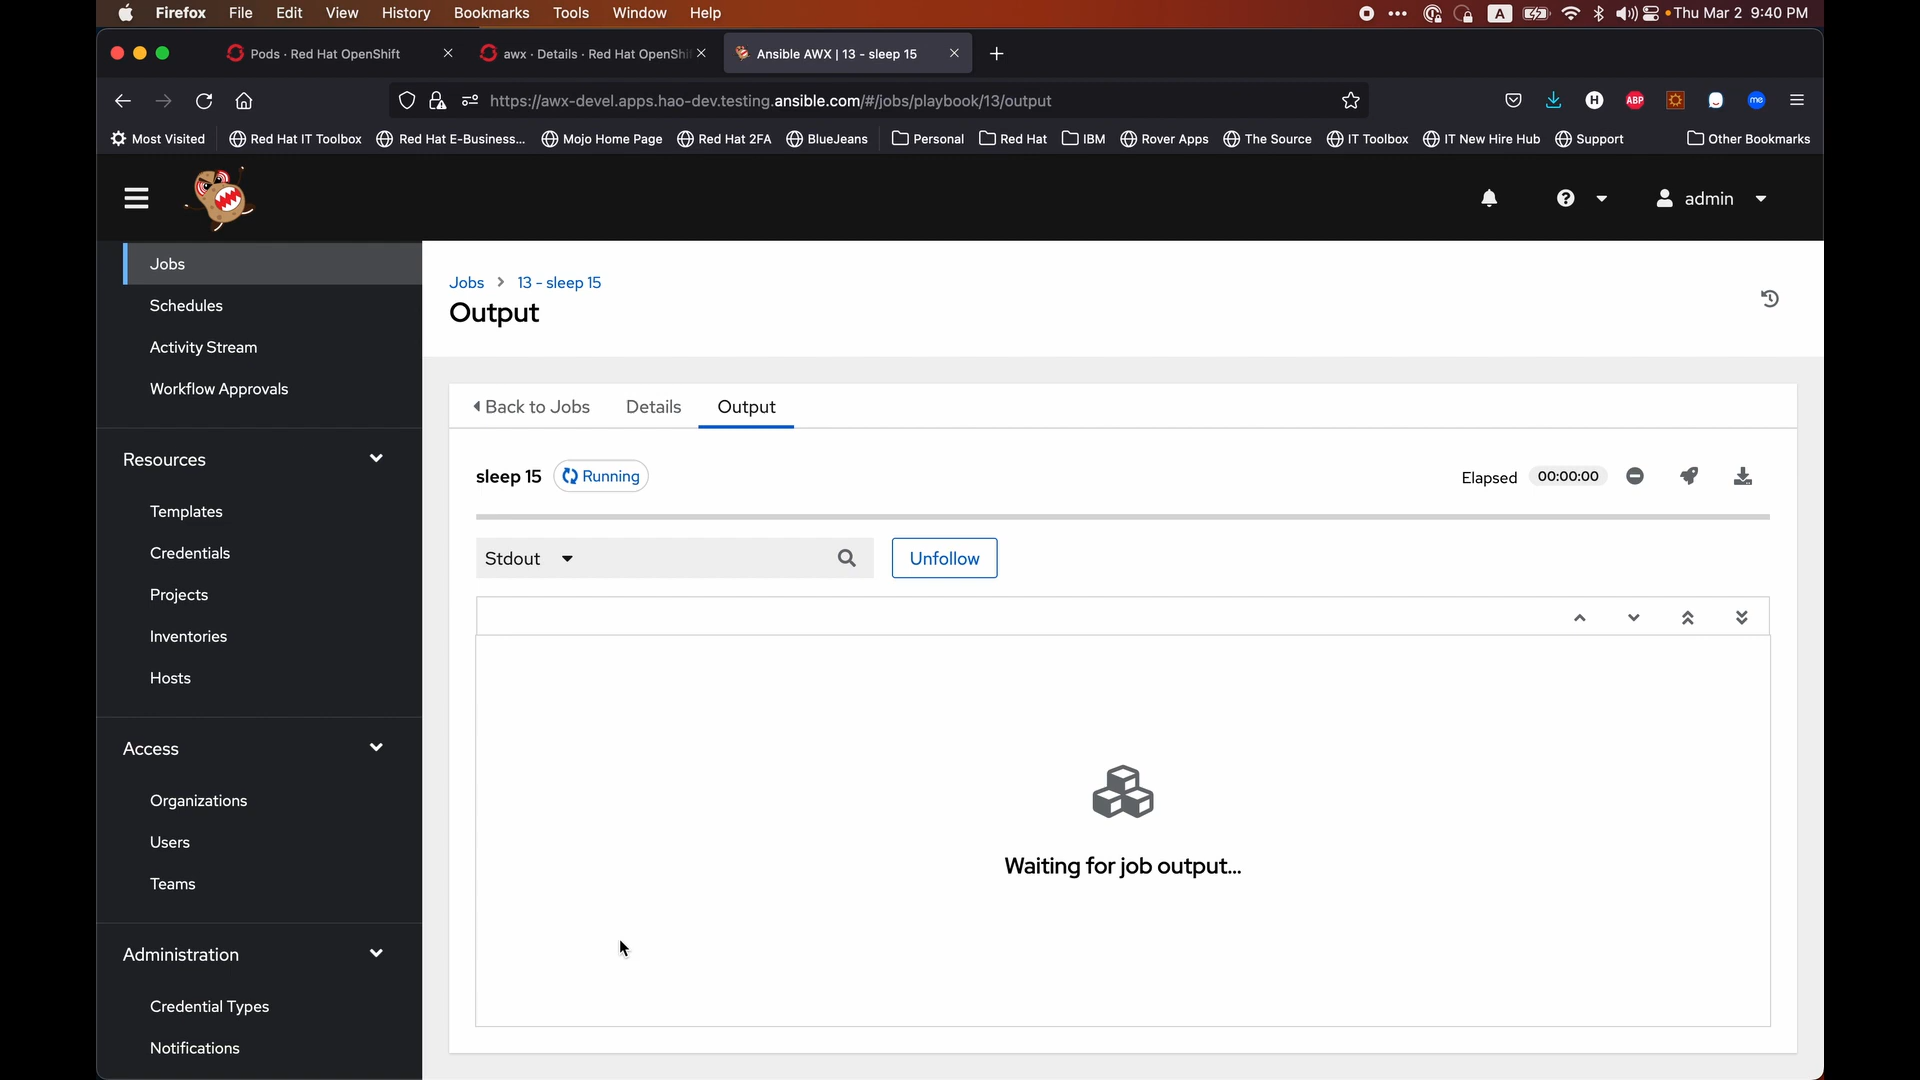 Firefox File Edit View History Bookmarks Tools Window Help
A
Thu Mar 2 9:40 PM
Pods · Red Hat OpenShift
awx · Details · Red Hat OpenShi
Ansible AWX | 13 - sleep 15
https://awx-devel.apps.hao-dev.testing.ansible.com/#/jobs/playbook/13/output
H
ABP
me
Most Visited
Red Hat IT Toolbox
Red Hat E-Business...
Mojo Home Page
Red Hat 2FA
BlueJeans
Personal
Red Hat
IBM
Rover Apps
The Source
IT Toolbox
IT New Hire Hub
Support
Other Bookmarks
admin
Jobs
Schedules
Activity Stream
Workflow Approvals
Resources
Templates
Credentials
Projects
Inventories
Hosts
Access
Organizations
Users
Teams
Administration
Credential Types
Notifications
Jobs > 13 - sleep 15
Output
Back to Jobs
Details
Output
sleep 15
Running
Elapsed 00:00:00
Stdout
Unfollow
Waiting for job output...